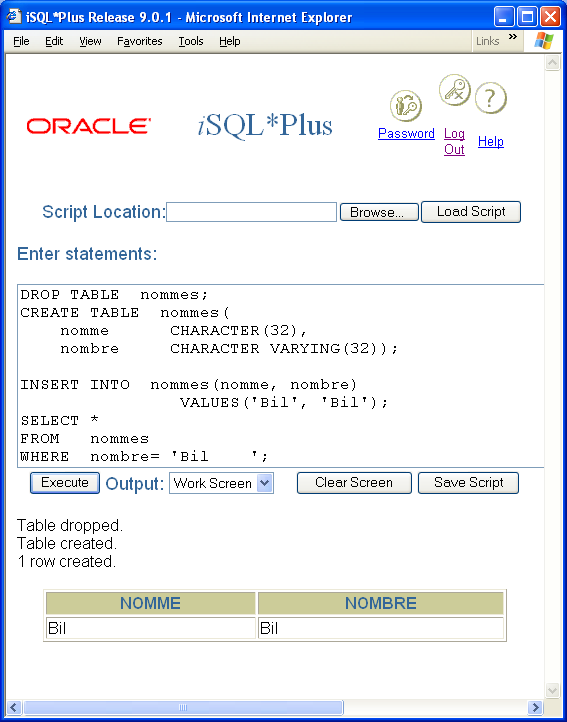 iSQL*Plus Release 9.0.1 - Microsoft Internet Explorer
File Edit View Favorites Tools Help Links »
ORACLE® iSQL*Plus
Password Log Out ? Help
Script Location: Browse... Load Script
Enter statements:
DROP TABLE  nommes;
CREATE TABLE  nommes(
    nomme      CHARACTER(32),
    nombre     CHARACTER VARYING(32));
INSERT INTO  nommes(nomme, nombre)
                VALUES('Bil', 'Bil');
SELECT *
FROM   nommes
WHERE  nombre= 'Bil    ';
Execute Output: Work Screen Clear Screen Save Script
Table dropped.
Table created.
1 row created.
NOMME NOMBRE
Bil Bil